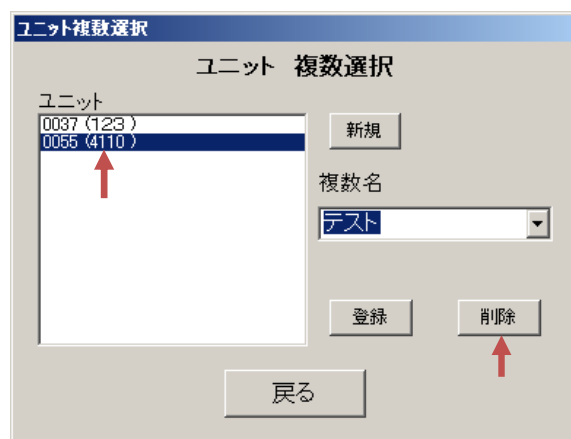 ユニット複数選択
ユニット 複数選択
ユニット
0037 (123 )
0055 (4110 )
新規
複数名
テスト
登録
削除
戻る